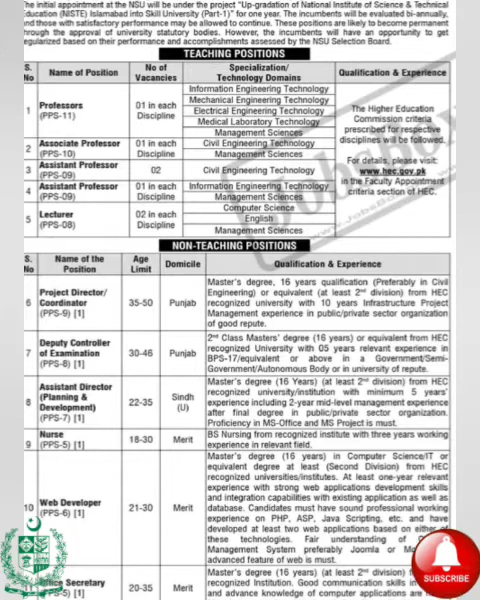 The initial appointment at the NSU will be under the project "Up-gradation of National Institute of Science & Technical
Education (NISTE) Islamabad into Skill University (Part-1)" for one year. The incumbents will be evaluated bi-annually,
and those with satisfactory performance may be allowed to continue. These positions are likely to become permanent
through the approval of university statutory bodies. However, the incumbents will have an opportunity to get
regularized based on their performance and accomplishments assessed by the NSU Selection Board.
TEACHING POSITIONS
S. No
Name of Position
No of Vacancies
Specialization/ Technology Domains
Qualification & Experience
1
Professors
(PPS-11)
01 in each
Discipline
Information Engineering Technology
Mechanical Engineering Technology
Electrical Engineering Technology
Medical Laboratory Technology
Management Sciences
The Higher Education
Commission criteria
prescribed for respective
disciplines will be followed.
For details, please visit:
www.hec.gov.pk
in the Faculty Appointment
criteria section of HEC.
2
Associate Professor
(PPS-10)
01 in each
Discipline
Civil Engineering Technology
Management Sciences
3
Assistant Professor
(PPS-09)
02
Civil Engineering Technology
4
Assistant Professor
(PPS-09)
01 in each
Discipline
Information Engineering Technology
Management Sciences
5
Lecturer
(PPS-08)
02 in each
Discipline
Computer Science
English
Management Sciences
NON-TEACHING POSITIONS
S. No
Name of the Position
Age Limit
Domicile
Qualification & Experience
6
Project Director/
Coordinator
(PPS-9) [1]
35-50
Punjab
Master's degree, 16 years qualification (Preferably in Civil
Engineering) or equivalent (at least 2nd division) from HEC
recognized university with 10 years Infrastructure Project
Management experience in public/private sector organization
of good repute.
7
Deputy Controller
of Examination
(PPS-8) [1]
30-46
Punjab
2nd Class Masters' degree (16 years) or equivalent from HEC
recognized University with 05 years relevant experience in
BPS-17/equivalent or above in a Government/Semi-
Government/Autonomous Body or in university of repute.
8
Assistant Director
(Planning &
Development)
(PPS-7) [1]
22-35
Sindh
(U)
Master's degree (16 Years) (at least 2nd division) from HEC
recognized university/institution with minimum 5 years'
experience including 2-year mid-level management experience
after final degree in public/private sector organization.
Proficiency in MS-Office and MS Project is must.
9
Nurse
(PPS-5) [1]
18-30
Merit
BS Nursing from recognized institution with three years working
experience in relevant field.
10
Web Developer
(PPS-6) [1]
21-30
Merit
Master's degree (16 years) in Computer Science/IT or
equivalent degree at least (Second Division) from HEC
recognized universities/institutes. At least one-year relevant
experience with strong web applications development skills
and integration capabilities with existing application as well as
database. Candidates must have sound professional working
experience on PHP, ASP, Java Scripting, etc. and have
developed at least two web applications based on either of
these technologies. Fair understanding of
Management System preferably Joomla or
advanced feature of web is must.
Office Secretary
(PPS-5) [1]
20-35
Merit
Master's degree (16 years) (at least 2nd
recognized Institution. Good communication skills in
and advance knowledge of computer applications are
SUBSCRIBE